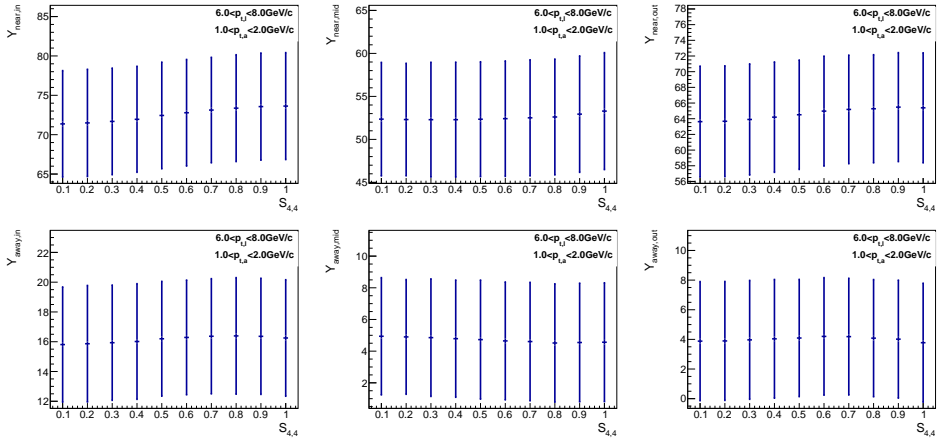 Y_near,in
6.0<p_t,l<8.0GeV/c
1.0<p_t,a<2.0GeV/c
85
80
75
70
65
0.1 0.2 0.3 0.4 0.5 0.6 0.7 0.8 0.9 1
S_4,4
Y_near,mid
6.0<p_t,l<8.0GeV/c
1.0<p_t,a<2.0GeV/c
65
60
55
50
45
0.1 0.2 0.3 0.4 0.5 0.6 0.7 0.8 0.9 1
S_4,4
Y_near,out
6.0<p_t,l<8.0GeV/c
1.0<p_t,a<2.0GeV/c
78
76
74
72
70
68
66
64
62
60
58
56
0.1 0.2 0.3 0.4 0.5 0.6 0.7 0.8 0.9 1
S_4,4
Y_away,in
6.0<p_t,l<8.0GeV/c
1.0<p_t,a<2.0GeV/c
22
20
18
16
14
12
0.1 0.2 0.3 0.4 0.5 0.6 0.7 0.8 0.9 1
S_4,4
Y_away,mid
6.0<p_t,l<8.0GeV/c
1.0<p_t,a<2.0GeV/c
10
8
6
4
2
0.1 0.2 0.3 0.4 0.5 0.6 0.7 0.8 0.9 1
S_4,4
Y_away,out
6.0<p_t,l<8.0GeV/c
1.0<p_t,a<2.0GeV/c
10
8
6
4
2
0
0.1 0.2 0.3 0.4 0.5 0.6 0.7 0.8 0.9 1
S_4,4